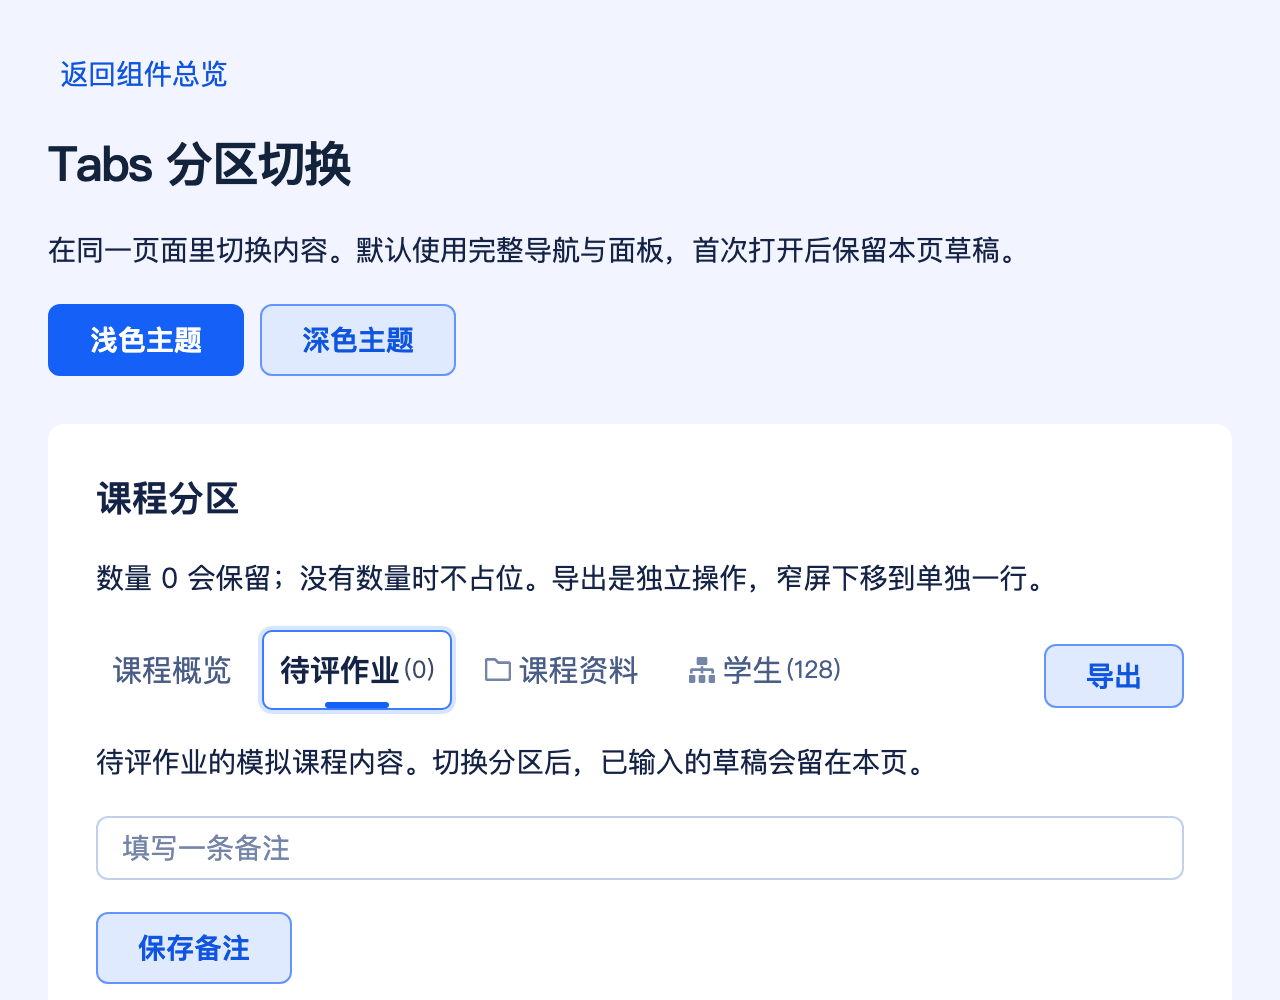 返回组件总览
Tabs 分区切换
在同一页面里切换内容。默认使用完整导航与面板，首次打开后保留本页草稿。
浅色主题 深色主题
课程分区
数量 0 会保留；没有数量时不占位。导出是独立操作，窄屏下移到单独一行。
课程概览 待评作业(0) 课程资料 学生(128) 导出
待评作业的模拟课程内容。切换分区后，已输入的草稿会留在本页。
填写一条备注
保存备注